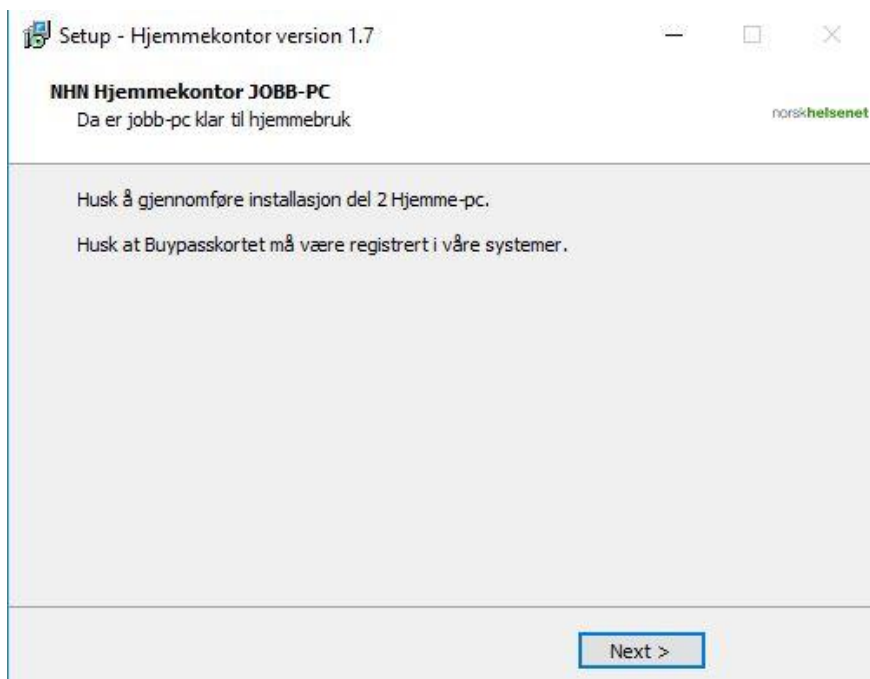 Setup - Hjemmekontor version 1.7
NHN Hjemmekontor JOBB-PC
Da er jobb-pc klar til hjemmebruk
norskhelsenet
Husk å gjennomføre installasjon del 2 Hjemme-pc.
Husk at Buypasskortet må være registrert i våre systemer.
Next >